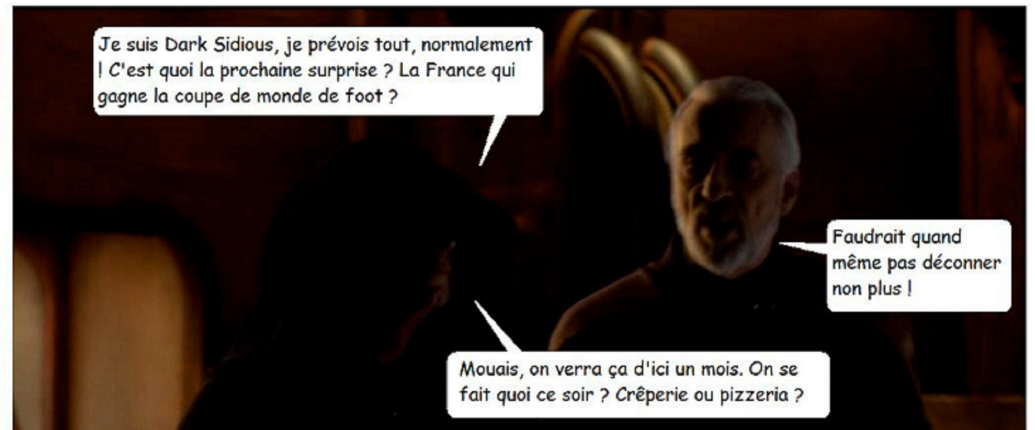 Je suis Dark Sidious, je prévois tout, normalement
! C'est quoi la prochaine surprise ? La France qui
gagne la coupe de monde de foot ?
Faudrait quand
même pas déconner
non plus !
Mouais, on verra ça d'ici un mois. On se
fait quoi ce soir ? Crêperie ou pizzeria ?